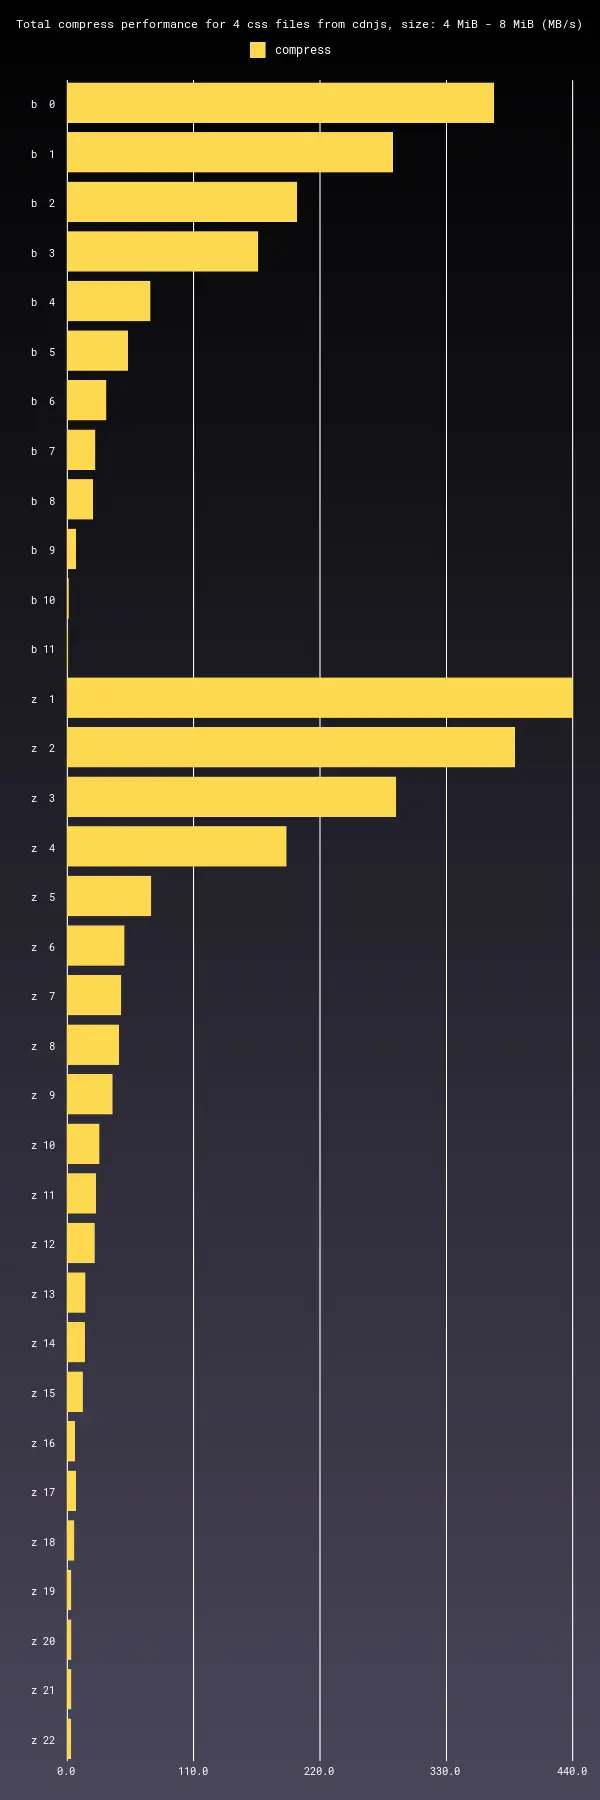 Total compress performance for 4 css files from cdnjs, size: 4 MiB - 8 MiB (MB/s)
compress
b 0
b 1
b 2
b 3
b 4
b 5
b 6
b 7
b 8
b 9
b 10
b 11
z 1
z 2
z 3
z 4
z 5
z 6
z 7
z 8
z 9
z 10
z 11
z 12
z 13
z 14
z 15
z 16
z 17
z 18
z 19
z 20
z 21
z 22
0.0 110.0 220.0 330.0 440.0